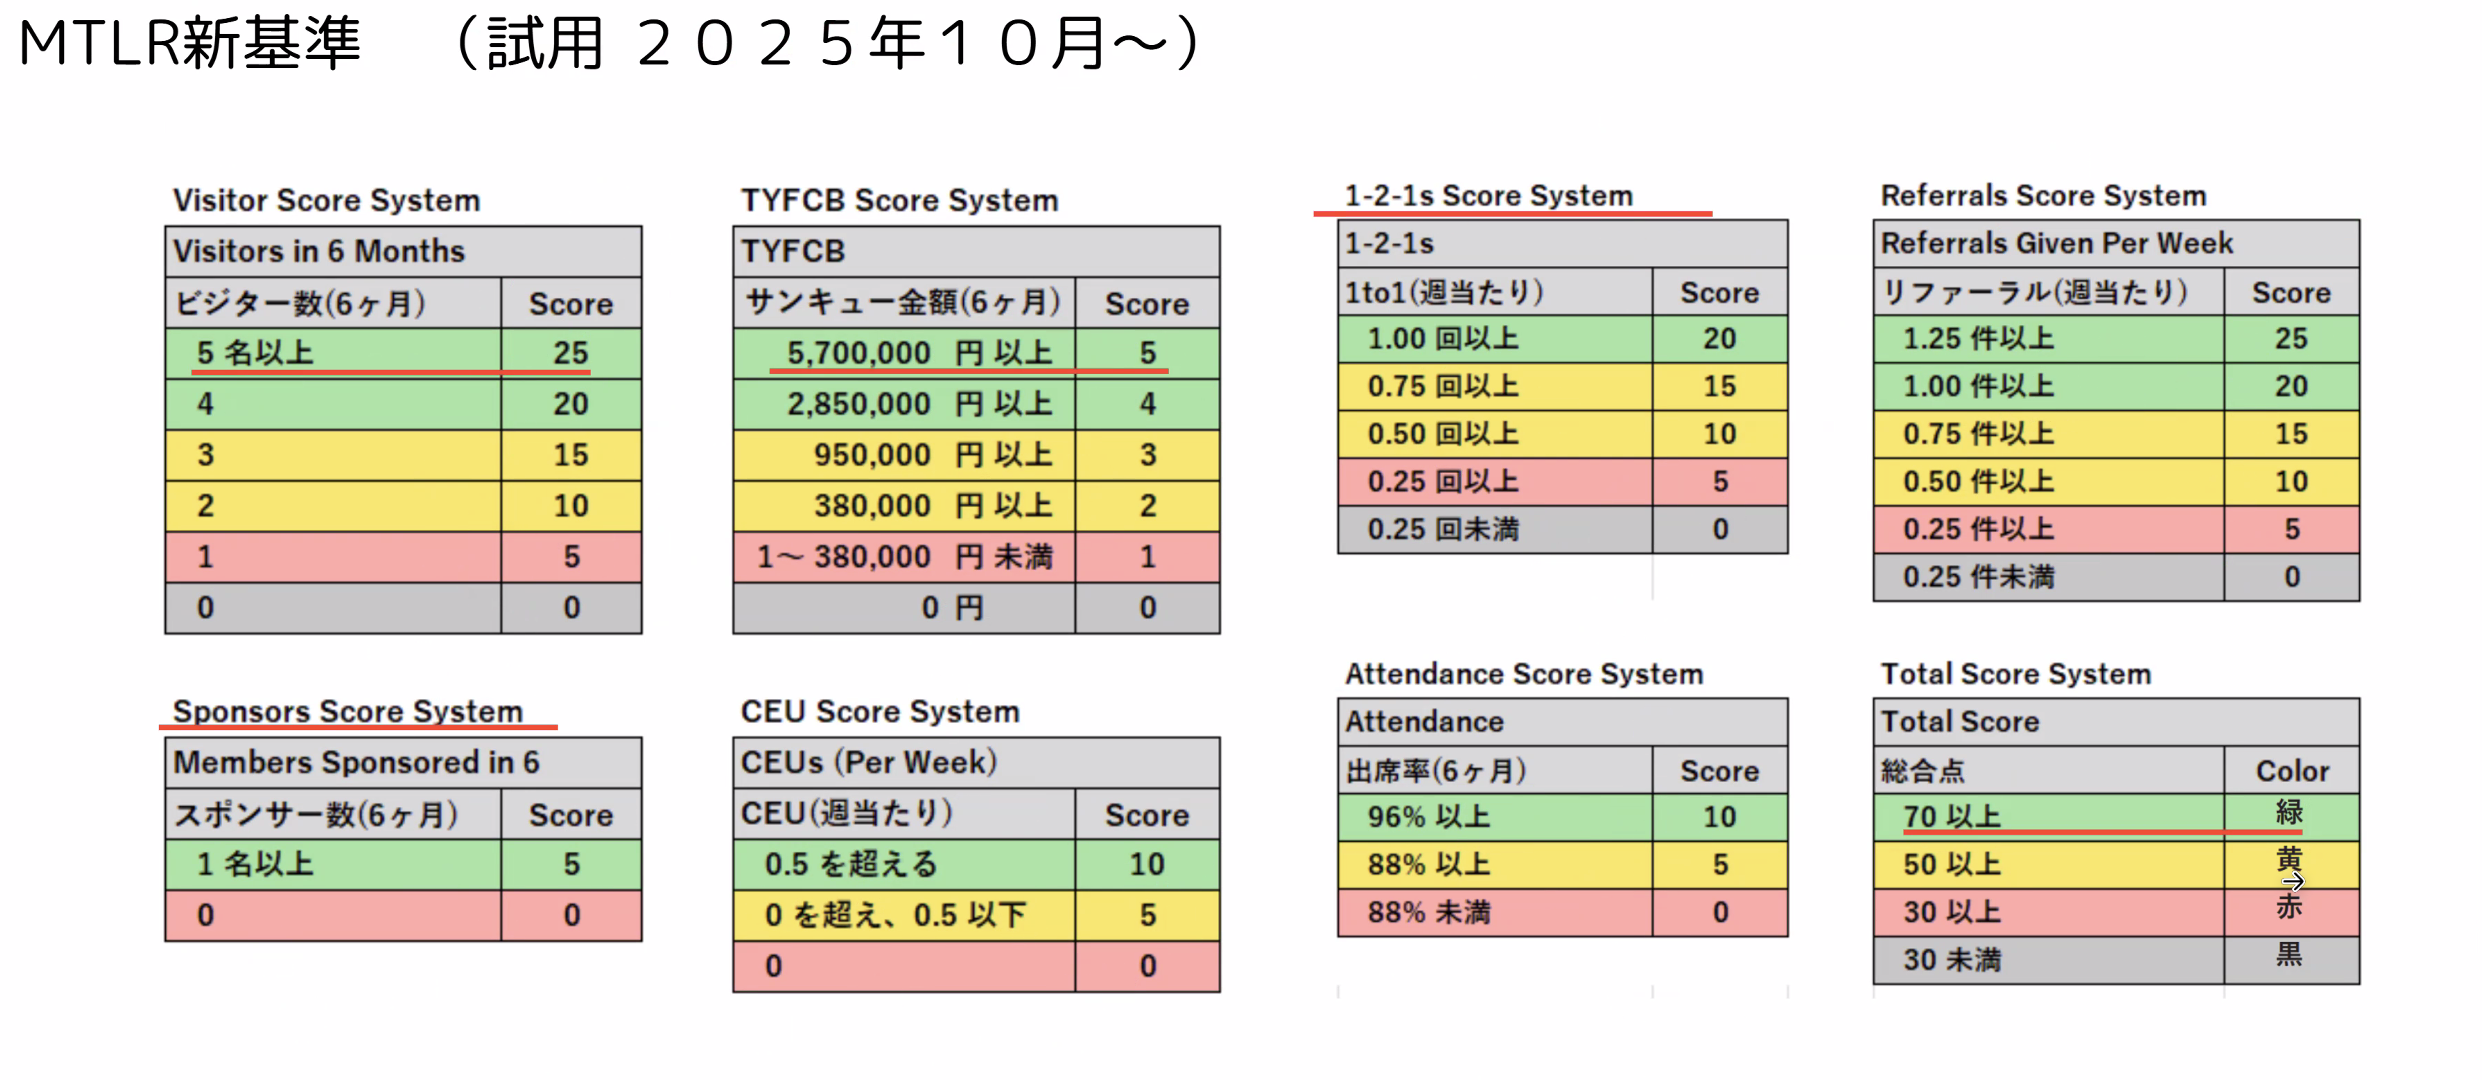 MTLR新基準　（試用 ２０２５年１０月～）
Visitor Score System
Visitors in 6 Months
ビジター数(6ヶ月) Score
5 名以上 25
4 20
3 15
2 10
1 5
0 0
TYFCB Score System
TYFCB
サンキュー金額(6ヶ月) Score
5,700,000 円 以上 5
2,850,000 円 以上 4
950,000 円 以上 3
380,000 円 以上 2
1～ 380,000 円 未満 1
0 円 0
1-2-1s Score System
1-2-1s
1to1(週当たり) Score
1.00 回以上 20
0.75 回以上 15
0.50 回以上 10
0.25 回以上 5
0.25 回未満 0
Referrals Score System
Referrals Given Per Week
リファーラル(週当たり) Score
1.25 件以上 25
1.00 件以上 20
0.75 件以上 15
0.50 件以上 10
0.25 件以上 5
0.25 件未満 0
Sponsors Score System
Members Sponsored in 6
スポンサー数(6ヶ月) Score
1 名以上 5
0 0
CEU Score System
CEUs (Per Week)
CEU(週当たり) Score
0.5 を超える 10
0 を超え、0.5 以下 5
0 0
Attendance Score System
Attendance
出席率(6ヶ月) Score
96% 以上 10
88% 以上 5
88% 未満 0
Total Score System
Total Score
総合点 Color
70 以上 緑
50 以上 黄
30 以上 赤
30 未満 黒